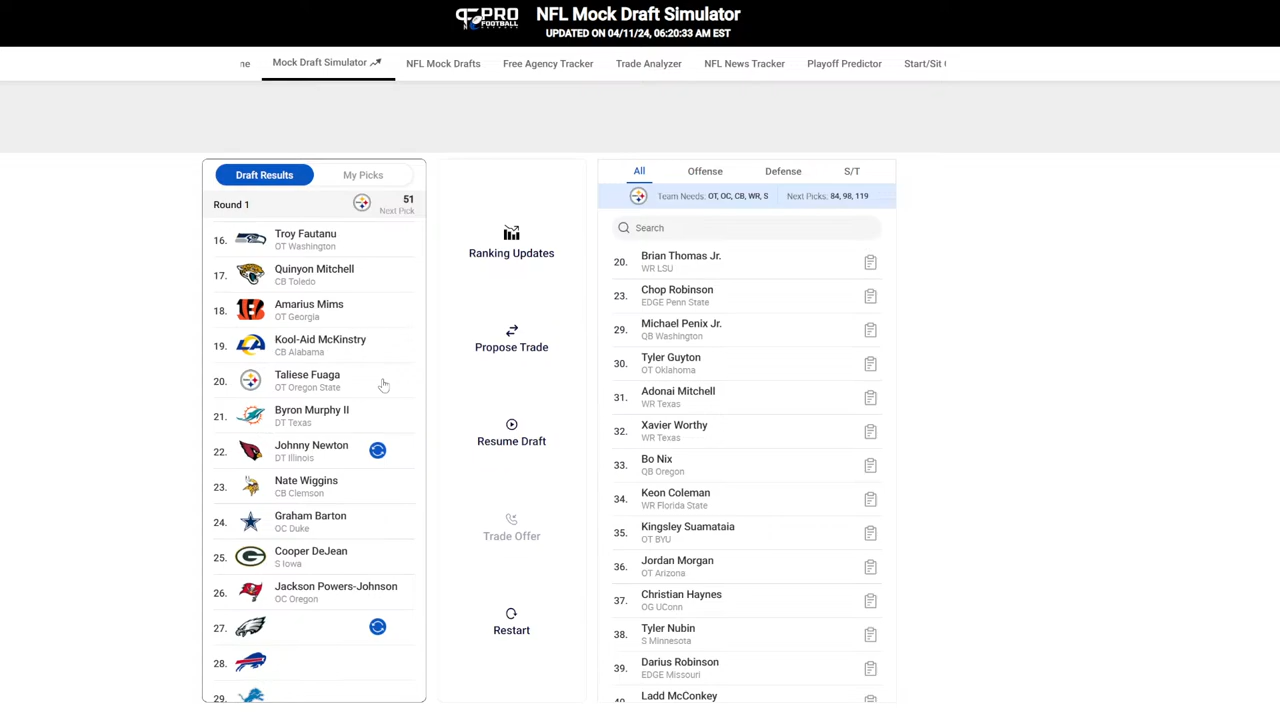 PRO
FOOTBALL
NETWORK
NFL Mock Draft Simulator
UPDATED ON 04/11/24, 06:20:33 AM EST
me
Mock Draft Simulator
NFL Mock Drafts
Free Agency Tracker
Trade Analyzer
NFL News Tracker
Playoff Predictor
Start/Sit
Draft Results
My Picks
Round 1
51
Next Pick
16.
Troy Fautanu
OT Washington
17.
Quinyon Mitchell
CB Toledo
18.
Amarius Mims
OT Georgia
19.
Kool-Aid McKinstry
CB Alabama
20.
Taliese Fuaga
OT Oregon State
21.
Byron Murphy II
DT Texas
22.
Johnny Newton
DT Illinois
23.
Nate Wiggins
CB Clemson
24.
Graham Barton
OC Duke
25.
Cooper DeJean
S Iowa
26.
Jackson Powers-Johnson
OC Oregon
27.
28.
29.
Ranking Updates
Propose Trade
Resume Draft
Trade Offer
Restart
All
Offense
Defense
S/T
Team Needs: OT, OC, CB, WR, S
Next Picks: 84, 98, 119
Search
20.
Brian Thomas Jr.
WR LSU
23.
Chop Robinson
EDGE Penn State
29.
Michael Penix Jr.
QB Washington
30.
Tyler Guyton
OT Oklahoma
31.
Adonai Mitchell
WR Texas
32.
Xavier Worthy
WR Texas
33.
Bo Nix
QB Oregon
34.
Keon Coleman
WR Florida State
35.
Kingsley Suamataia
OT BYU
36.
Jordan Morgan
OT Arizona
37.
Christian Haynes
OG UConn
38.
Tyler Nubin
S Minnesota
39.
Darius Robinson
EDGE Missouri
40.
Ladd McConkey